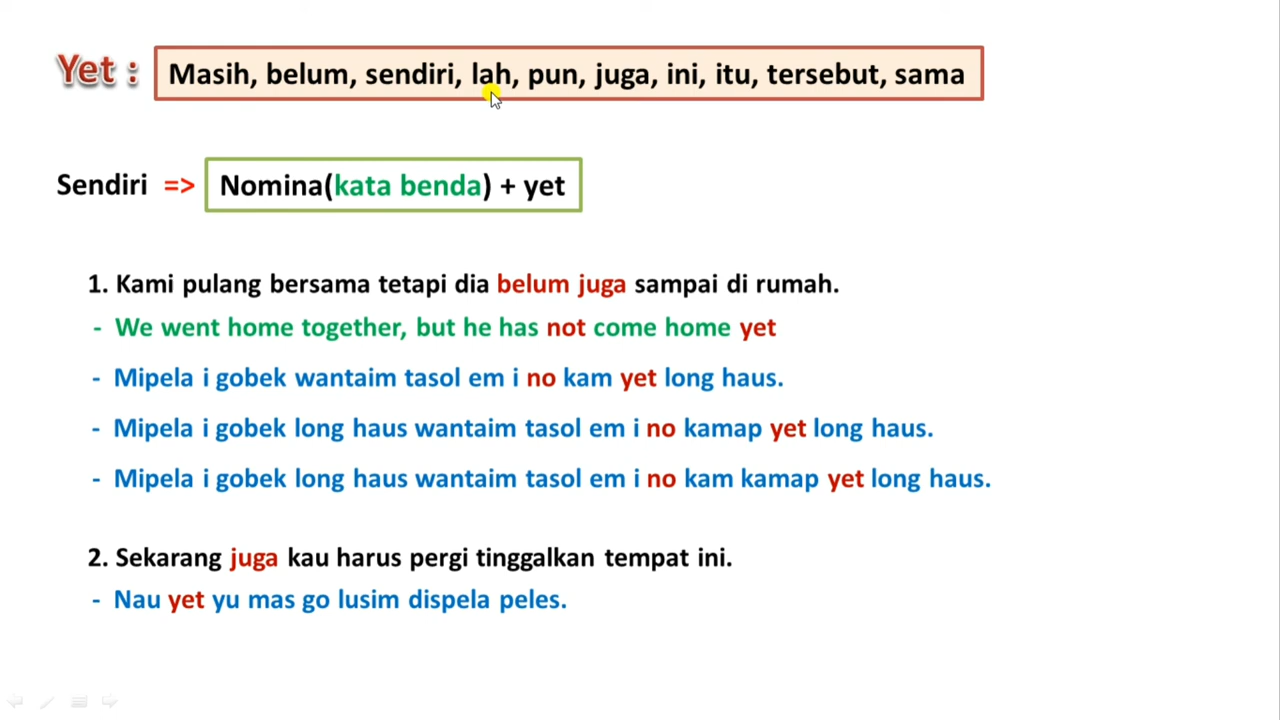 Yet : Masih, belum, sendiri, lah, pun, juga, ini, itu, tersebut, sama
Sendiri => Nomina(kata benda) + yet
1. Kami pulang bersama tetapi dia belum juga sampai di rumah.
- We went home together, but he has not come home yet
- Mipela i gobek wantaim tasol em i no kam yet long haus.
- Mipela i gobek long haus wantaim tasol em i no kamap yet long haus.
- Mipela i gobek long haus wantaim tasol em i no kam kamap yet long haus.
2. Sekarang juga kau harus pergi tinggalkan tempat ini.
- Nau yet yu mas go lusim dispela peles.